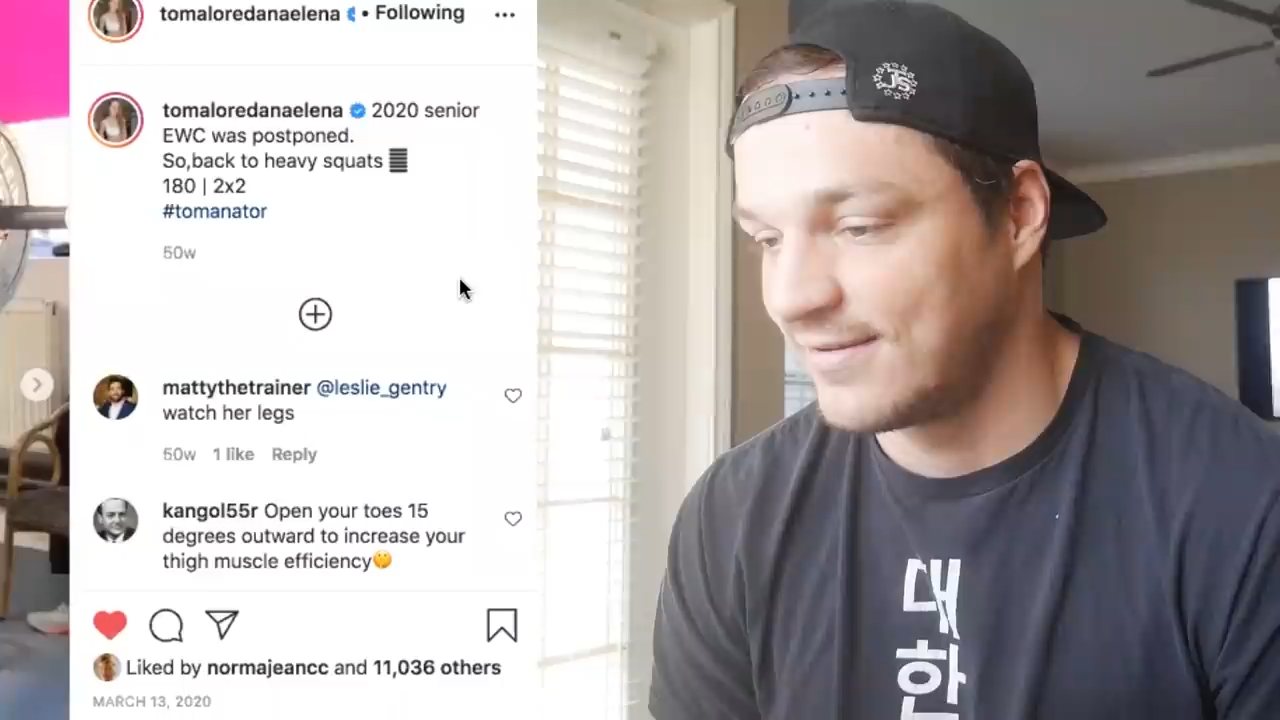 tomaloredanaelena • Following
tomaloredanaelena 2020 senior
EWC was postponed.
So,back to heavy squats
180 | 2x2
#tomanator
50w
mattythetrainer @leslie_gentry
watch her legs
50w 1 like Reply
kangol55r Open your toes 15
degrees outward to increase your
thigh muscle efficiency🤭
Liked by normajeancc and 11,036 others
MARCH 13, 2020
JS
대
한